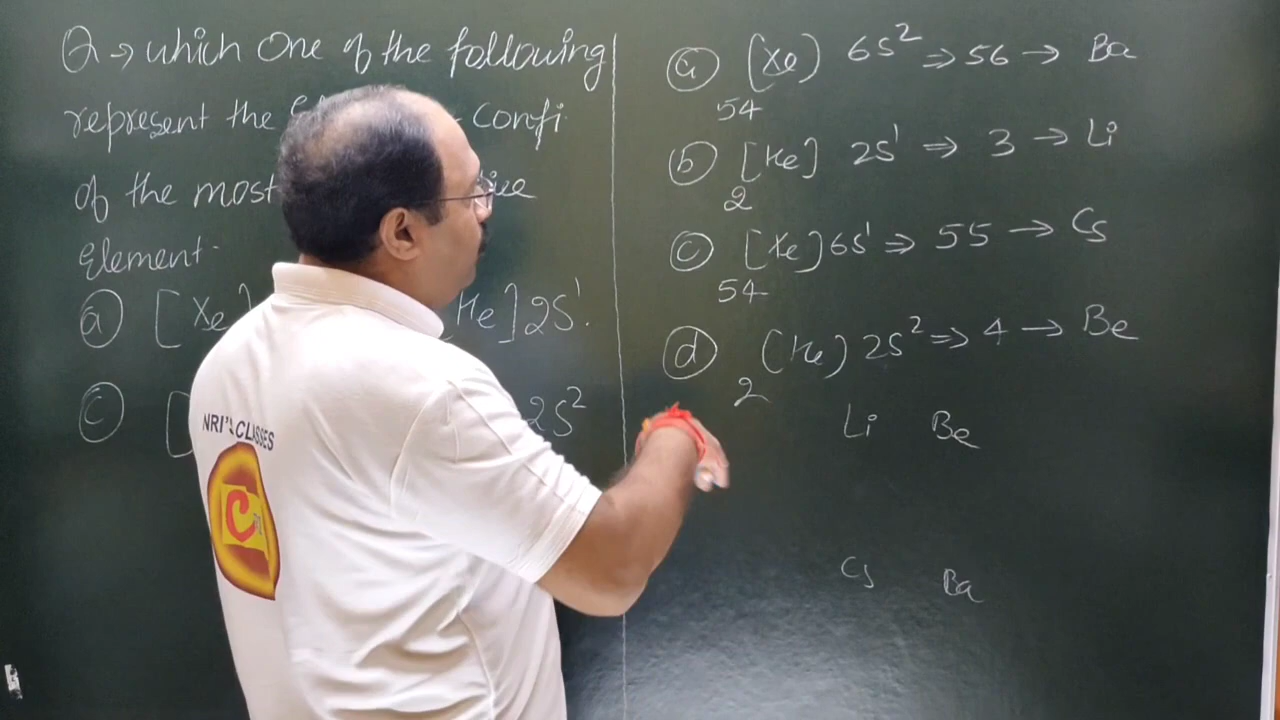 Q → which One of the following
represent the confi.
of the most
Element.
(a) [Xe] [He] 2S¹.
(c) [ 2S²
(a) [Xe] 6S² ⇒ 56 → Ba
54
(b) [He] 2S¹ ⇒ 3 → Li
2
(c) [Xe] 6S¹ ⇒ 55 → Cs
54
(d) (He) 2S² ⇒ 4 → Be
2
Li Be
Cs Ba
NRI'S CLASSES
C